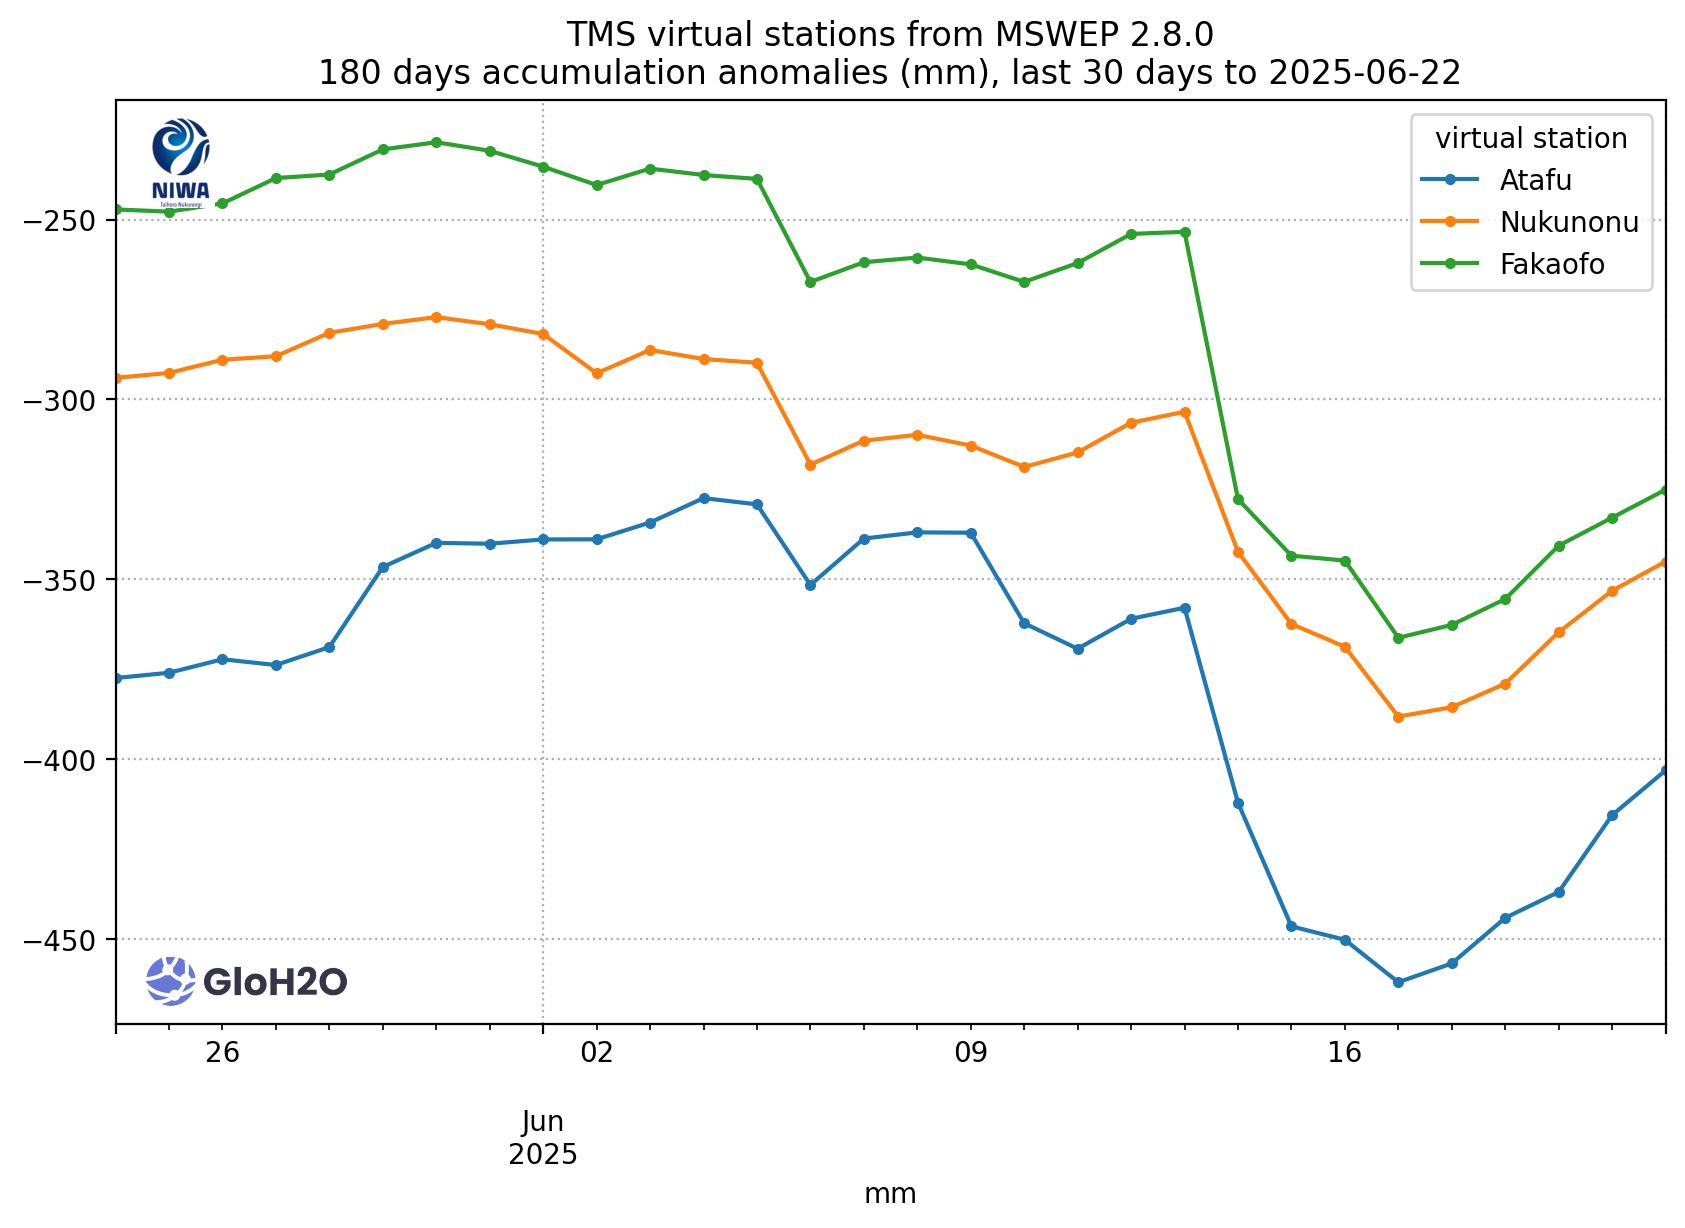 TMS virtual stations from MSWEP 2.8.0
180 days accumulation anomalies (mm), last 30 days to 2025-06-22
NIWA
Taihoro Nukurangi
virtual station
Atafu
Nukunonu
Fakaofo
−250
−300
−350
−400
−450
GloH2O
26
02
09
16
Jun
2025
mm